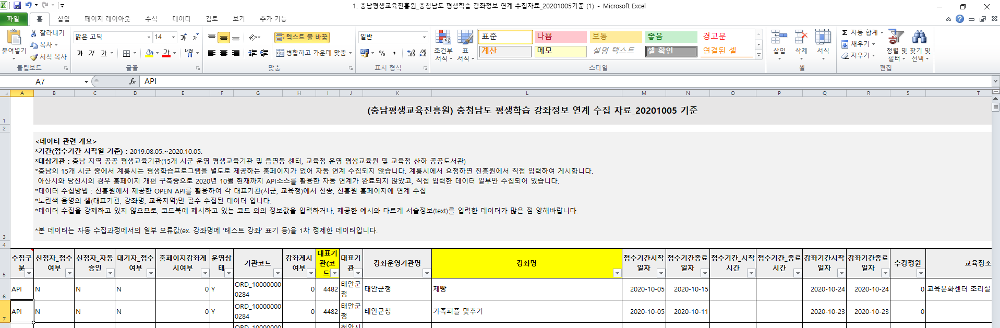 1. 충남평생교육진흥원_충청남도 평생학습 강좌정보 연계 수집자료_20201005기준 (1) - Microsoft Excel
파일 홈 삽입 페이지 레이아웃 수식 데이터 검토 보기 추가 기능
붙여넣기
잘라내기
복사
서식 복사
클립보드
맑은 고딕 14 가 가
가 가 가 가 내천
글꼴
텍스트 줄 바꿈
병합하고 가운데 맞춤
맞춤
일반
% ,
표시 형식
조건부 서식
표 서식
표준 나쁨 보통 좋음 경고문
계산 메모 설명 텍스트 셀 확인 연결된 셀
스타일
삽입 삭제 서식
셀
Σ 자동 합계
채우기
지우기
정렬 및 필터
찾기 및 선택
편집
A7 fx API
A B C D E F G H I J K L M N O P Q R S T
1 (충남평생교육진흥원) 충청남도 평생학습 강좌정보 연계 수집 자료_20201005 기준
2
<데이터 관련 개요>
*기간(접수기간 시작일 기준) : 2019.08.05.~2020.10.05.
*대상기관 : 충남 지역 공공 평생교육기관(15개 시군 운영 평생교육기관 및 읍면동 센터, 교육청 운영 평생교육원 및 교육청 산하 공공도서관)
*충남의 15개 시군 중에서 계룡시는 평생학습프로그램을 별도로 제공하는 홈페이지가 없어 자동 연계 수집되지 않습니다. 계룡시에서 요청하면 진흥원에서 직접 입력하여 게시합니다.
아산시와 당진시의 경우 홈페이지 개편 구축중으로 2020년 10월 현재까지 API소스를 활용한 자동 연계가 완료되지 않았고, 직접 입력한 데이터 일부만 수집되어 있습니다.
*데이터 수집방법 : 진흥원에서 제공한 OPEN API를 활용하여 각 대표기관(시군, 교육청)에서 전송, 진흥원 홈페이지에 연계 수집
*노란색 음영의 셀(대표기관, 강좌명, 교육지역)만 필수 수집된 데이터 입니다.
*데이터 수집을 강제하고 있지 않으므로, 코드북에 제시하고 있는 코드 외의 정보값을 입력하거나, 제공한 예시와 다르게 서술정보(text)를 입력한 데이터가 많은 점 양해바랍니다.
*본 데이터는 자동 수집과정에서의 일부 오류값(ex. 강좌명에 '테스트 강좌' 표기 등)을 1차 정제한 데이터입니다.
3
4
5 수집구분 신청자_접수여부 신청자_자동승인 대기자_접수여부 홈페이지강좌게시여부 운영상태 기관코드 강좌게시여부 대표기관(코드) 대표기관 강좌운영기관명 강좌명 접수기간시작일자 접수기간종료일자 접수기간_시작시간 접수기간_종료시간 강좌기간시작일자 강좌기간종료일자 수강정원 교육장소
6 API N N N 0 Y ORD_100000000284 0 4482 태안군청 태안군청 제빵 2020-10-05 2020-10-15 2020-10-24 2020-10-24 0 교육문화센터 조리실
7 API N N N 0 Y ORD_100000000284 0 4482 태안군청 태안군청 가족퍼즐 맞추기 2020-10-05 2020-10-11 2020-10-23 2020-10-23 0